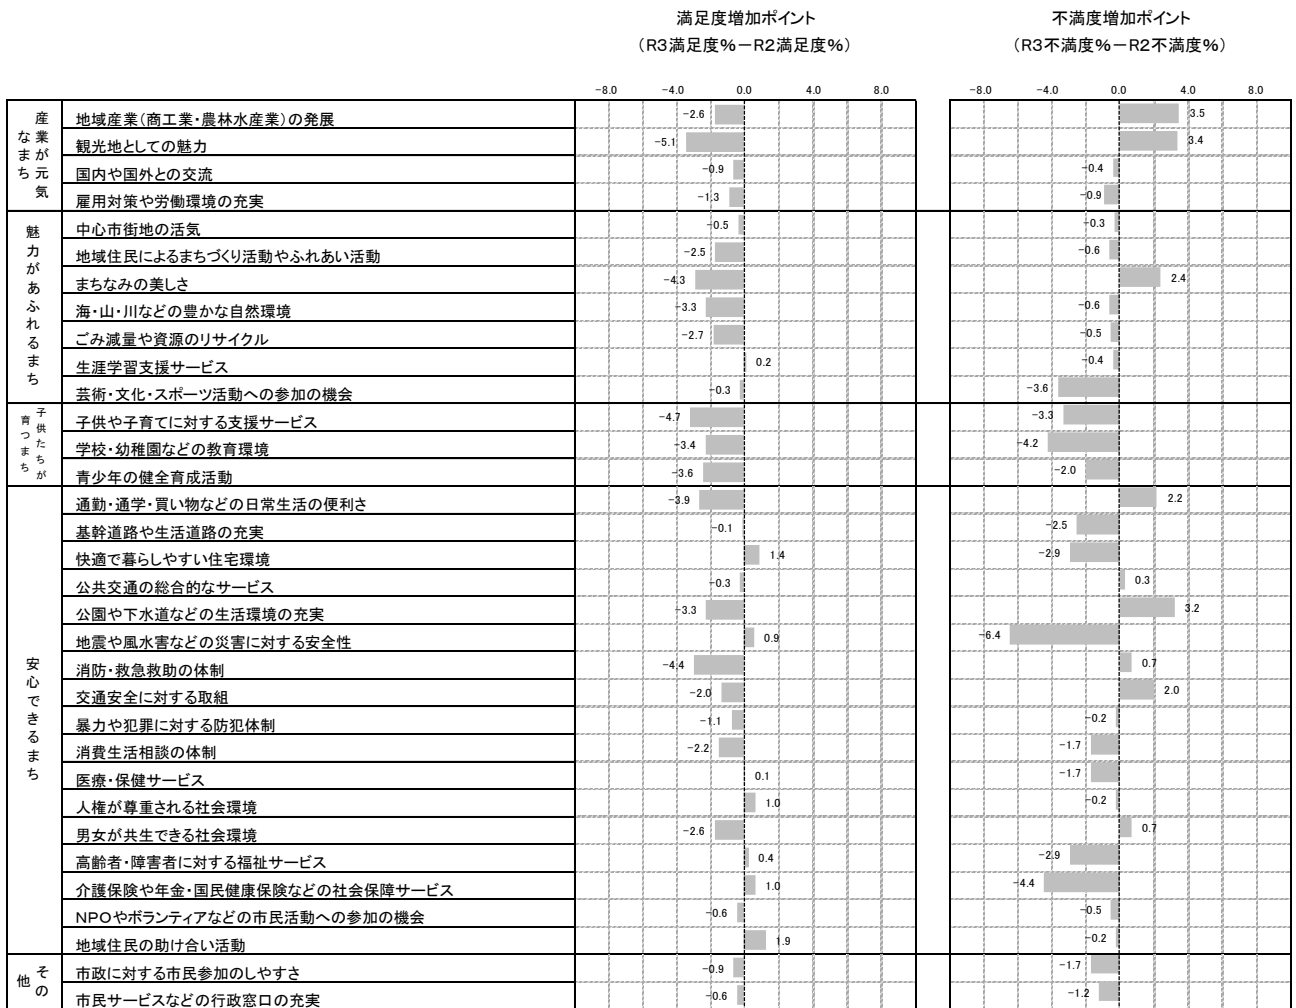 満足度増加ポイント 不満度増加ポイント
（R3満足度%－R2満足度%） （R3不満度%－R2不満度%）
-8.0 -4.0 0.0 4.0 8.0 -8.0 -4.0 0.0 4.0 8.0
産業が元気なまち
地域産業（商工業・農林水産業）の発展 -2.6 3.5
観光地としての魅力 -5.1 3.4
国内や国外との交流 -0.9 -0.4
雇用対策や労働環境の充実 -1.3 -0.9
魅力があふれるまち
中心市街地の活気 -0.5 -0.3
地域住民によるまちづくり活動やふれあい活動 -2.5 -0.6
まちなみの美しさ -4.3 2.4
海・山・川などの豊かな自然環境 -3.3 -0.6
ごみ減量や資源のリサイクル -2.7 -0.5
生涯学習支援サービス 0.2 -0.4
芸術・文化・スポーツ活動への参加の機会 -0.3 -3.6
子供たちが育つまち
子供や子育てに対する支援サービス -4.7 -3.3
学校・幼稚園などの教育環境 -3.4 -4.2
青少年の健全育成活動 -3.6 -2.0
安心できるまち
通勤・通学・買い物などの日常生活の便利さ -3.9 2.2
基幹道路や生活道路の充実 -0.1 -2.5
快適で暮らしやすい住宅環境 1.4 -2.9
公共交通の総合的なサービス -0.3 0.3
公園や下水道などの生活環境の充実 -3.3 3.2
地震や風水害などの災害に対する安全性 0.9 -6.4
消防・救急救助の体制 -4.4 0.7
交通安全に対する取組 -2.0 2.0
暴力や犯罪に対する防犯体制 -1.1 -0.2
消費生活相談の体制 -2.2 -1.7
医療・保健サービス 0.1 -1.7
人権が尊重される社会環境 1.0 -0.2
男女が共生できる社会環境 -2.6 0.7
高齢者・障害者に対する福祉サービス 0.4 -2.9
介護保険や年金・国民健康保険などの社会保障サービス 1.0 -4.4
NPOやボランティアなどの市民活動への参加の機会 -0.6 -0.5
地域住民の助け合い活動 1.9 -0.2
その他
市政に対する市民参加のしやすさ -0.9 -1.7
市民サービスなどの行政窓口の充実 -0.6 -1.2